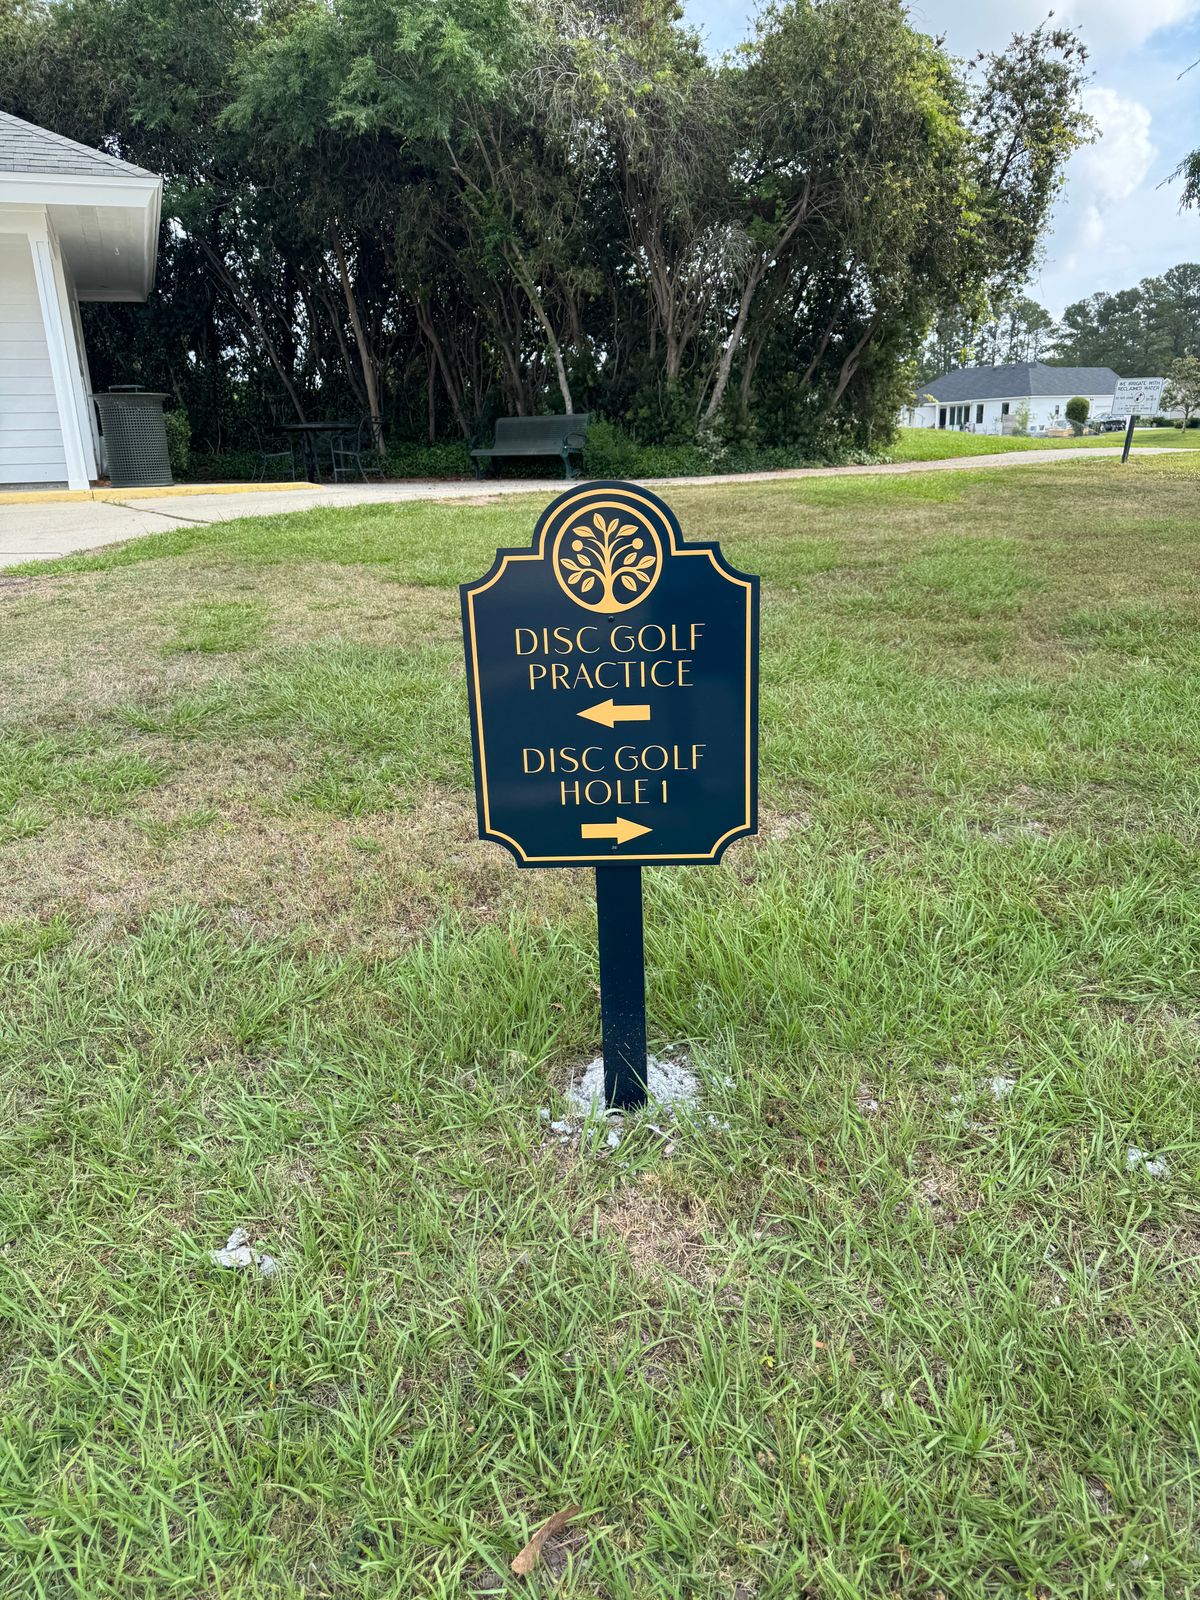 WE IRRIGATE WITH
RECLAIMED WATER
DISC GOLF
PRACTICE
DISC GOLF
HOLE 1